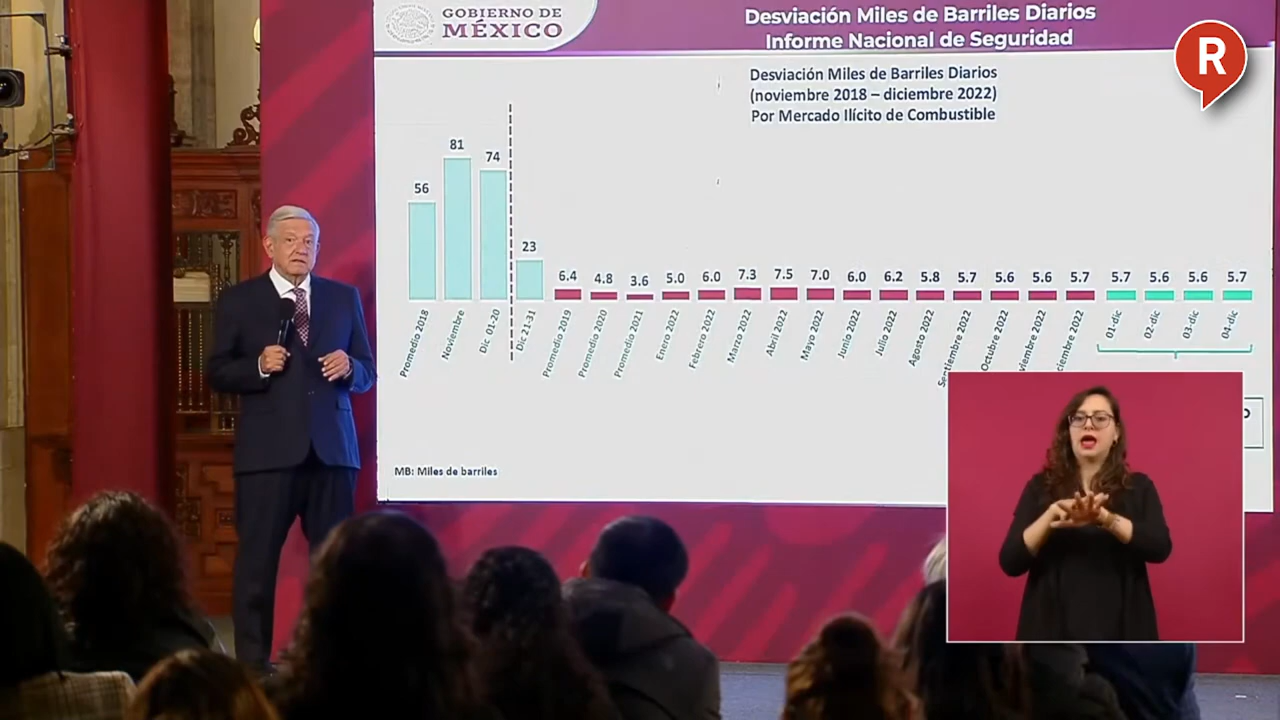 GOBIERNO DE
MÉXICO
Desviación Miles de Barriles Diarios
Informe Nacional de Seguridad
R
Desviación Miles de Barriles Diarios
(noviembre 2018 – diciembre 2022)
Por Mercado Ilícito de Combustible
56
81
74
23
6.4
4.8
3.6
5.0
6.0
7.3
7.5
7.0
6.0
6.2
5.8
5.7
5.6
5.6
5.7
5.7
5.6
5.6
5.7
Promedio 2018
Noviembre
Dic 01-20
Dic 21-31
Promedio 2019
Promedio 2020
Promedio 2021
Enero 2022
Febrero 2022
Marzo 2022
Abril 2022
Mayo 2022
Junio 2022
Julio 2022
Agosto 2022
Septiembre 2022
Octubre 2022
viembre 2022
ciembre 2022
01-dic
02-dic
03-dic
04-dic
MB: Miles de barriles